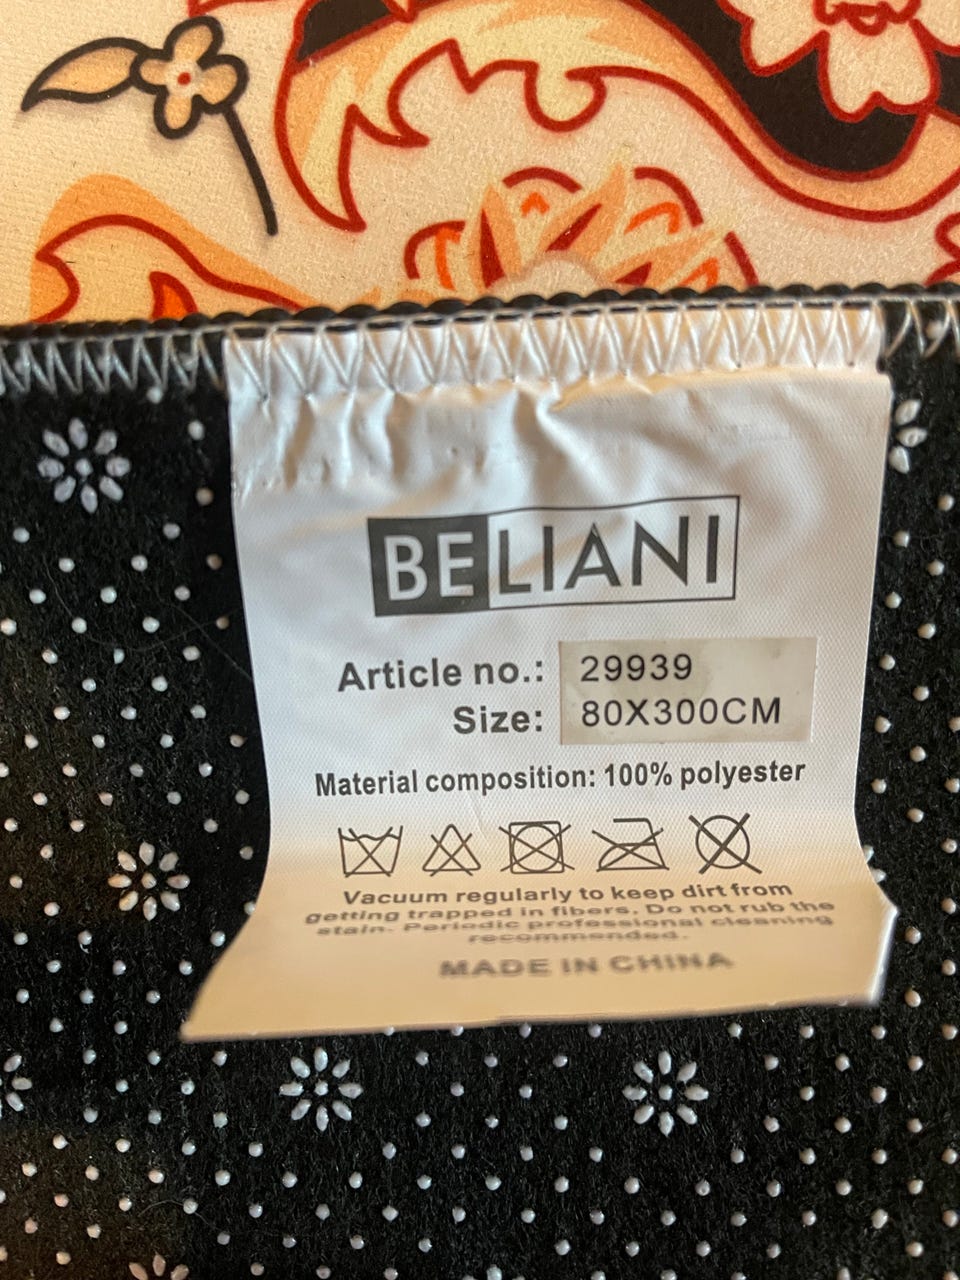 BELIANI
Article no.: 29939
Size: 80X300CM
Material composition: 100% polyester
Vacuum regularly to keep dirt from
getting trapped in fibers. Do not rub the
stain. Periodic professional cleaning
recommended.
MADE IN CHINA